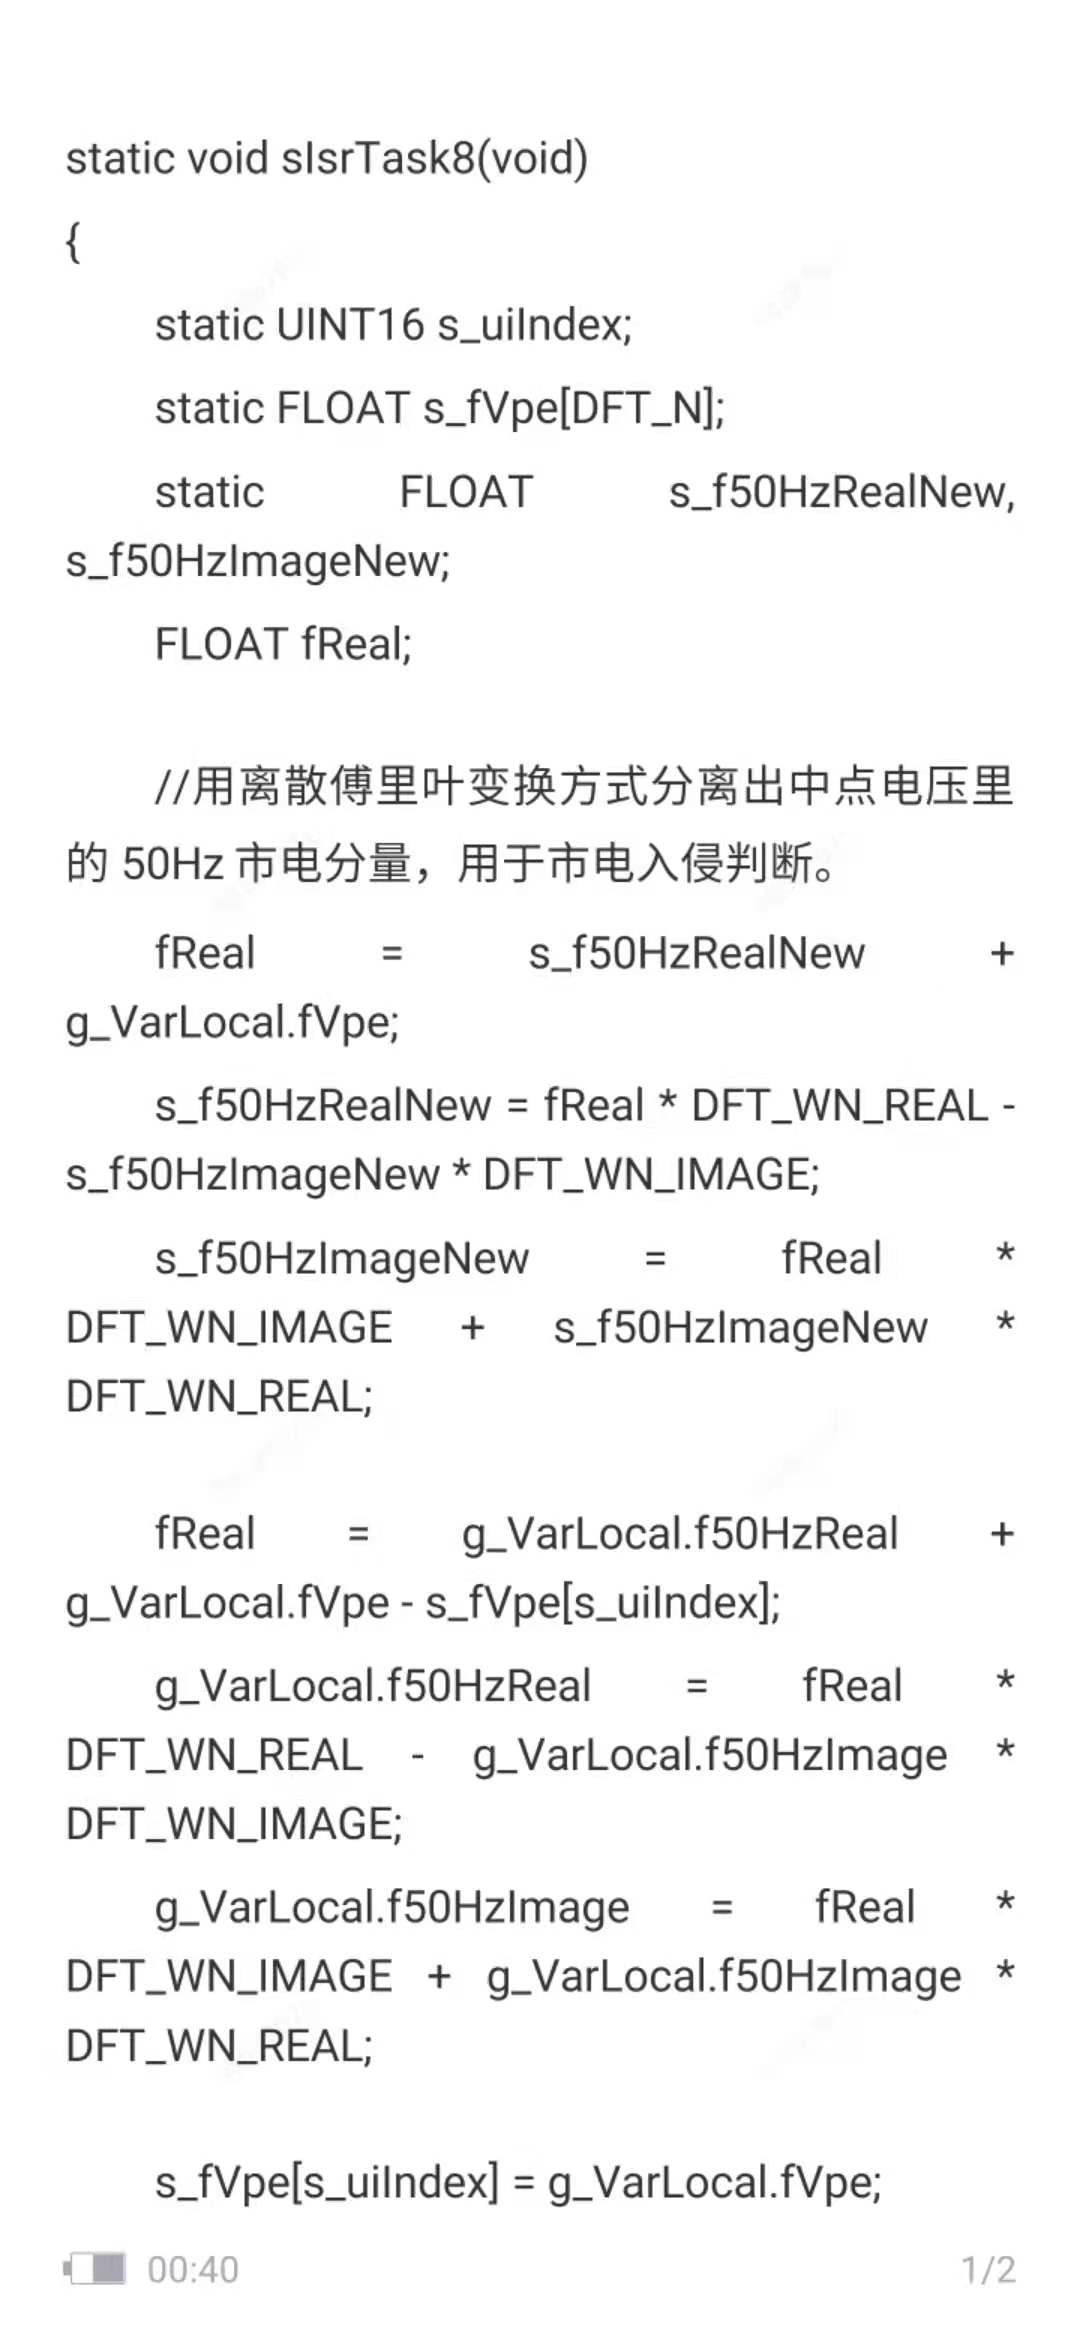 static void sIsrTask8(void)
{
static UINT16 s_uiIndex;
static FLOAT s_fVpe[DFT_N];
static FLOAT s_f50HzRealNew,
s_f50HzImageNew;
FLOAT fReal;
//用离散傅里叶变换方式分离出中点电压里
的 50Hz 市电分量，用于市电入侵判断。
fReal = s_f50HzRealNew +
g_VarLocal.fVpe;
s_f50HzRealNew = fReal * DFT_WN_REAL -
s_f50HzImageNew * DFT_WN_IMAGE;
s_f50HzImageNew = fReal *
DFT_WN_IMAGE + s_f50HzImageNew *
DFT_WN_REAL;
fReal = g_VarLocal.f50HzReal +
g_VarLocal.fVpe - s_fVpe[s_uiIndex];
g_VarLocal.f50HzReal = fReal *
DFT_WN_REAL - g_VarLocal.f50HzImage *
DFT_WN_IMAGE;
g_VarLocal.f50HzImage = fReal *
DFT_WN_IMAGE + g_VarLocal.f50HzImage *
DFT_WN_REAL;
s_fVpe[s_uiIndex] = g_VarLocal.fVpe;
00:40 1/2